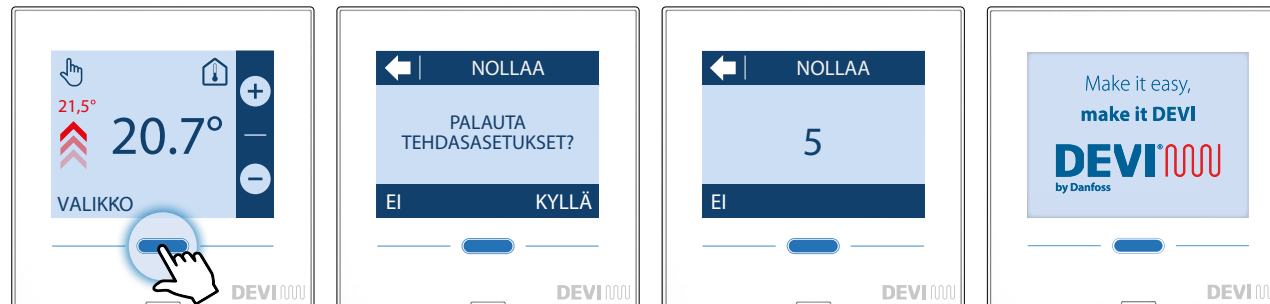 21,5°
20.7°
+
−
VALIKKO
DEVI
NOLLAA
PALAUTA
TEHDASASETUKSET?
EI KYLLÄ
DEVI
NOLLAA
5
EI
DEVI
Make it easy,
make it DEVI
DEVI®
by Danfoss
DEVI